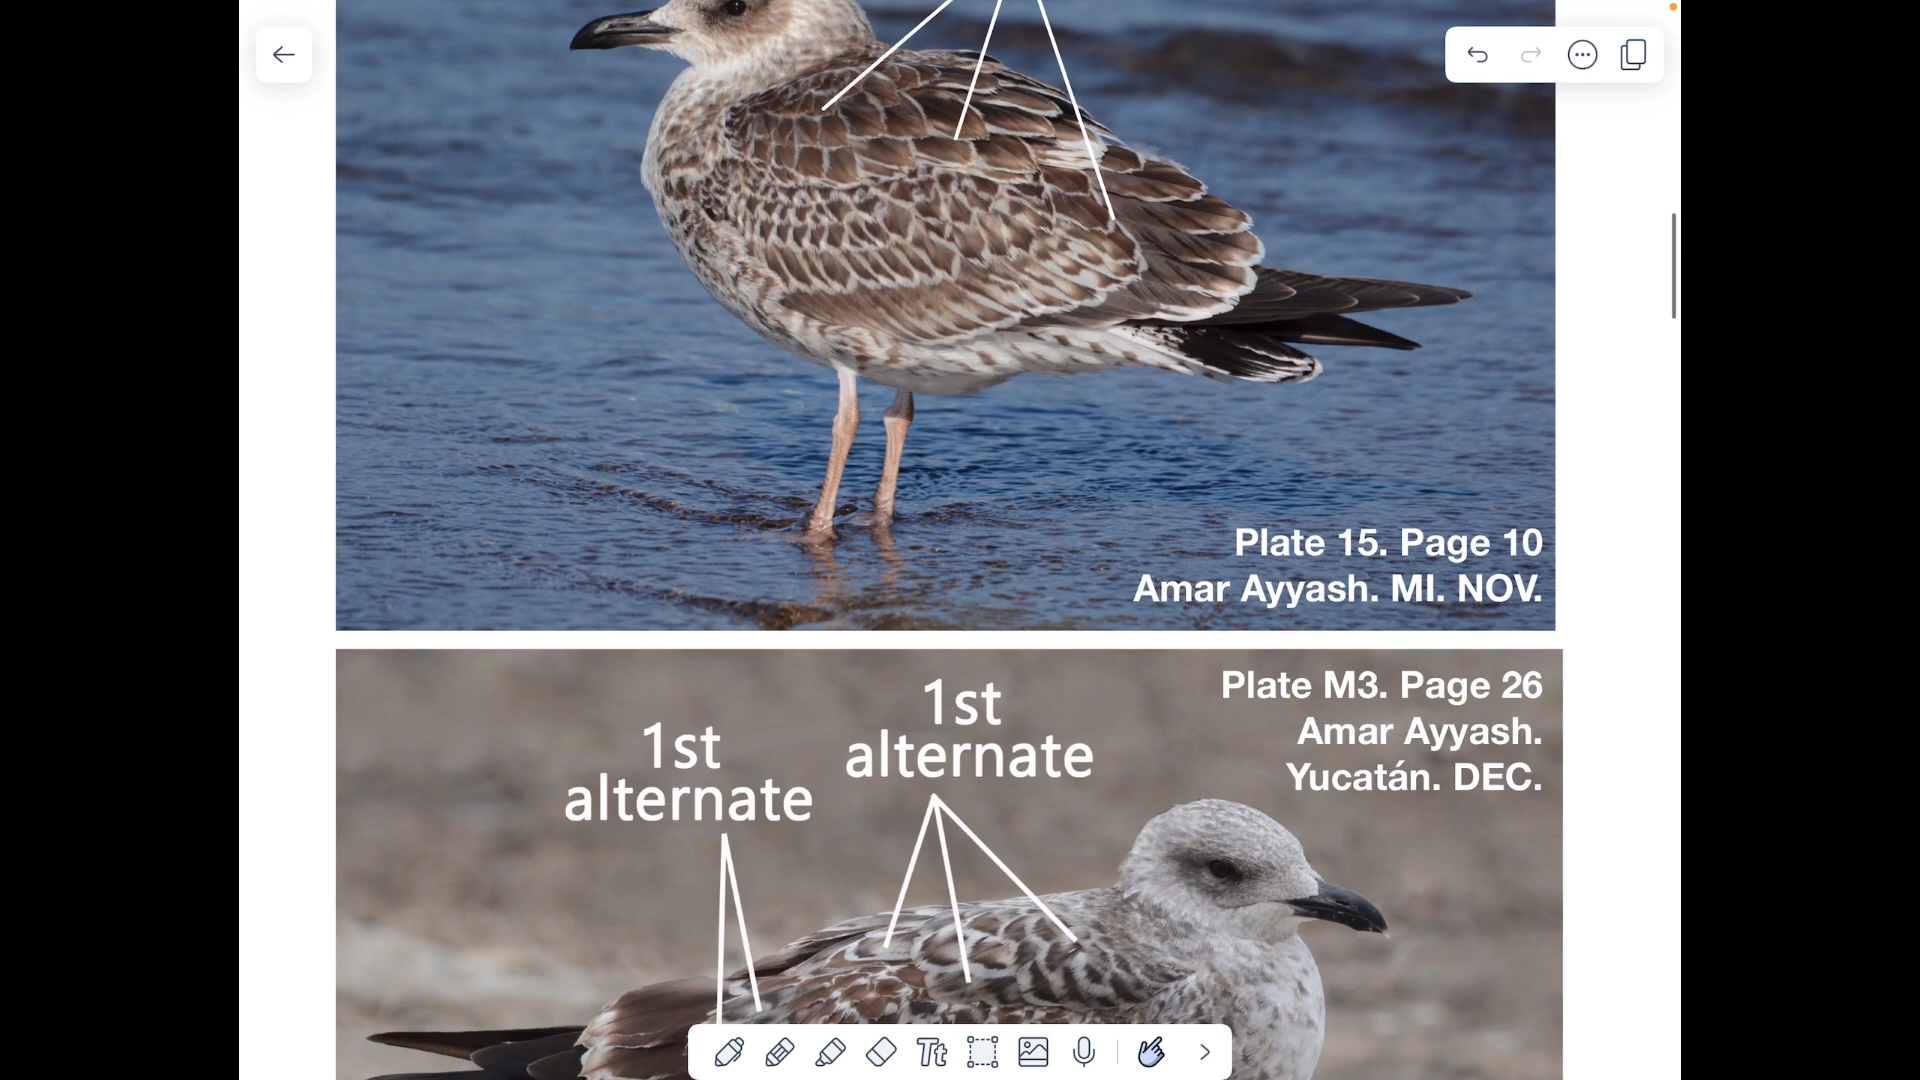 Plate 15. Page 10
Amar Ayyash. MI. NOV.
Plate M3. Page 26
Amar Ayyash.
Yucatán. DEC.
1st
alternate
1st
alternate
Tt